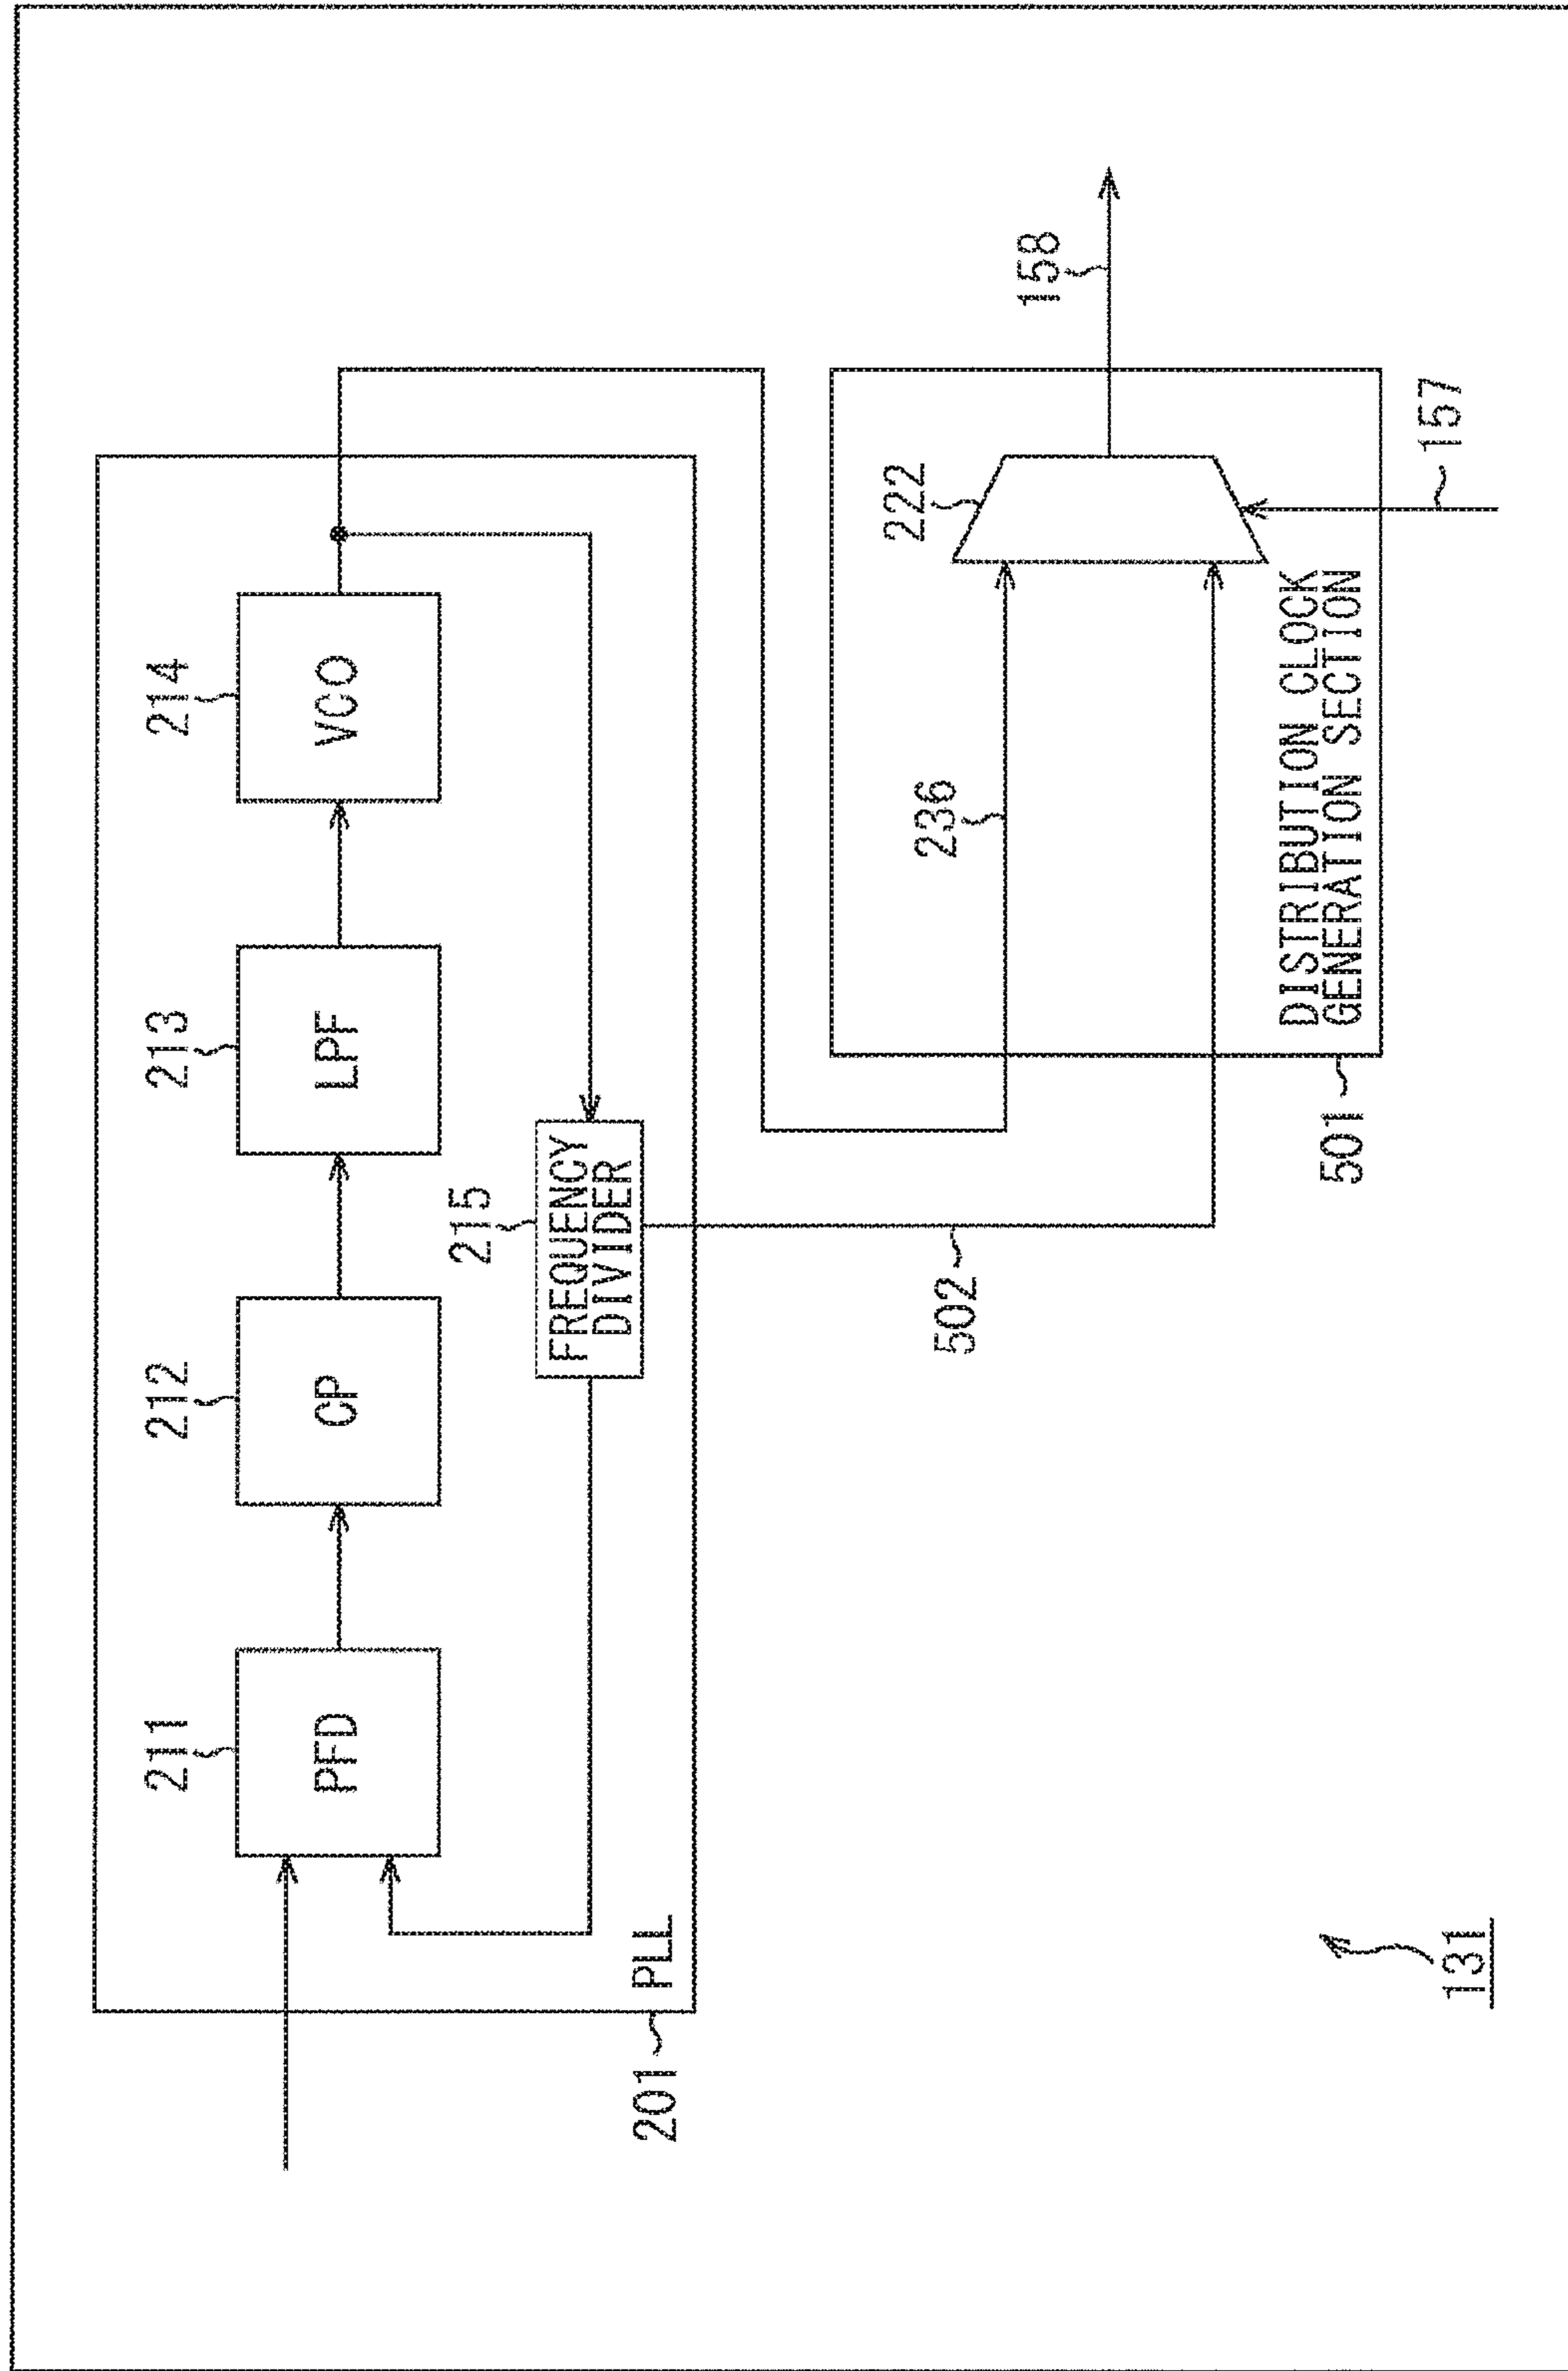 211
212
213
214
PFD
CP
LPF
VCO
215
FREQUENCY
DIVIDER
201
PLL
222
158
236
502
DISTRIBUTION CLOCK
GENERATION SECTION
501
157
131